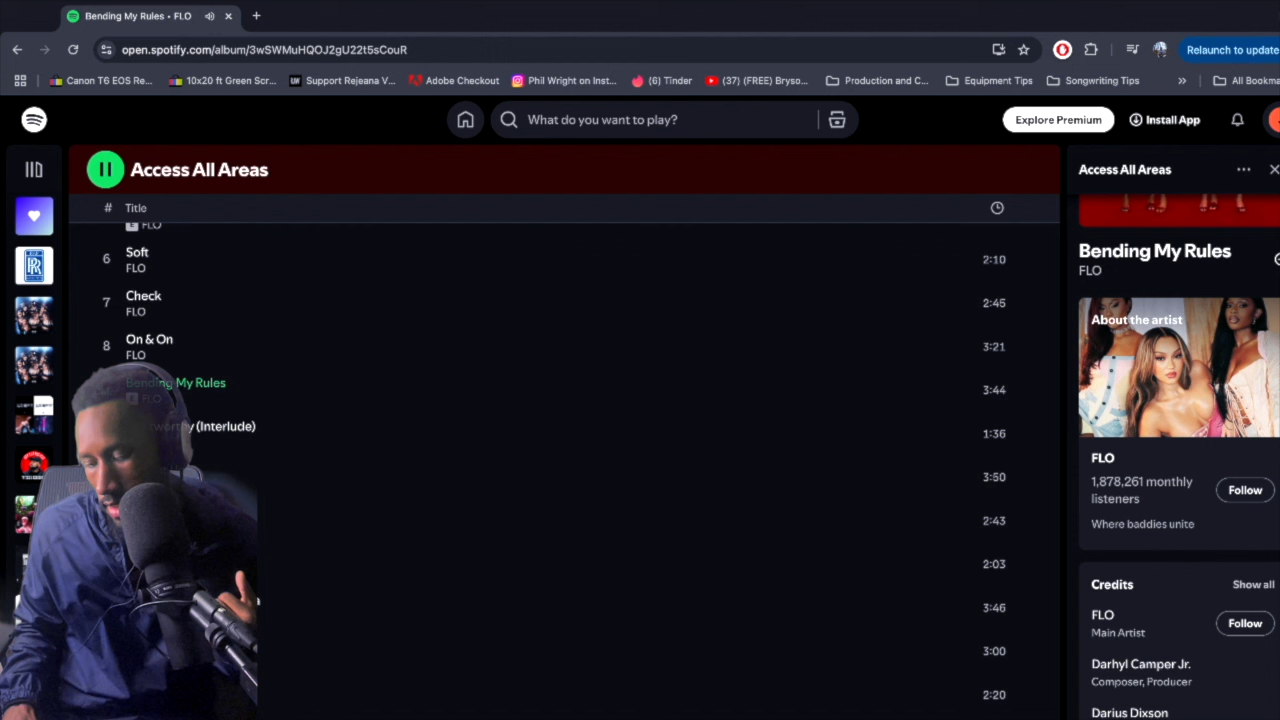 Bending My Rules • FLO
open.spotify.com/album/3wSWMuHQOJ2gU22t5sCouR
Relaunch to update
Canon T6 EOS Re...
10x20 ft Green Scr...
Support Rejeana V...
Adobe Checkout
Phil Wright on Inst...
(6) Tinder
(37) (FREE) Bryso...
Production and C...
Equipment Tips
Songwriting Tips
»
All Bookma
What do you want to play?
Explore Premium
Install App
Access All Areas
# Title
E FLO
6 Soft 2:10
FLO
7 Check 2:45
FLO
8 On & On 3:21
FLO
Bending My Rules 3:44
E FLO
tworthy (Interlude) 1:36
3:50
2:43
2:03
3:46
3:00
2:20
Access All Areas
Bending My Rules
FLO
About the artist
FLO
1,878,261 monthly
listeners
Follow
Where baddies unite
Credits
Show all
FLO
Main Artist
Follow
Darhyl Camper Jr.
Composer, Producer
Darius Dixson